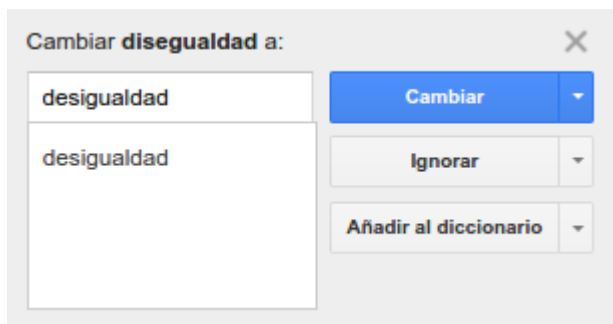 Cambiar disegualdad a:
desigualdad
Cambiar
desigualdad
Ignorar
Añadir al diccionario